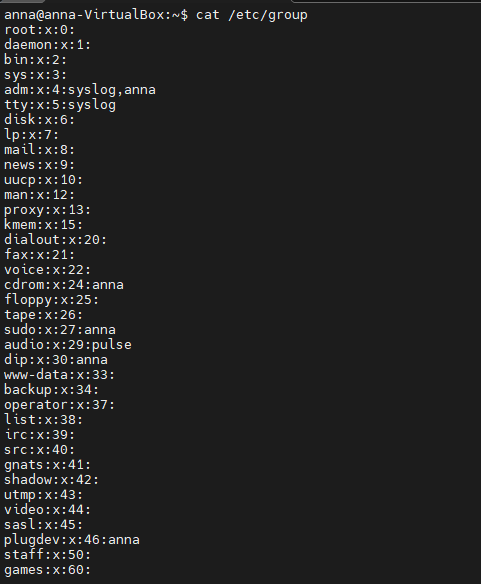 anna@anna-VirtualBox:~$ cat /etc/group
root:x:0:
daemon:x:1:
bin:x:2:
sys:x:3:
adm:x:4:syslog,anna
tty:x:5:syslog
disk:x:6:
lp:x:7:
mail:x:8:
news:x:9:
uucp:x:10:
man:x:12:
proxy:x:13:
kmem:x:15:
dialout:x:20:
fax:x:21:
voice:x:22:
cdrom:x:24:anna
floppy:x:25:
tape:x:26:
sudo:x:27:anna
audio:x:29:pulse
dip:x:30:anna
www-data:x:33:
backup:x:34:
operator:x:37:
list:x:38:
irc:x:39:
src:x:40:
gnats:x:41:
shadow:x:42:
utmp:x:43:
video:x:44:
sasl:x:45:
plugdev:x:46:anna
staff:x:50:
games:x:60: